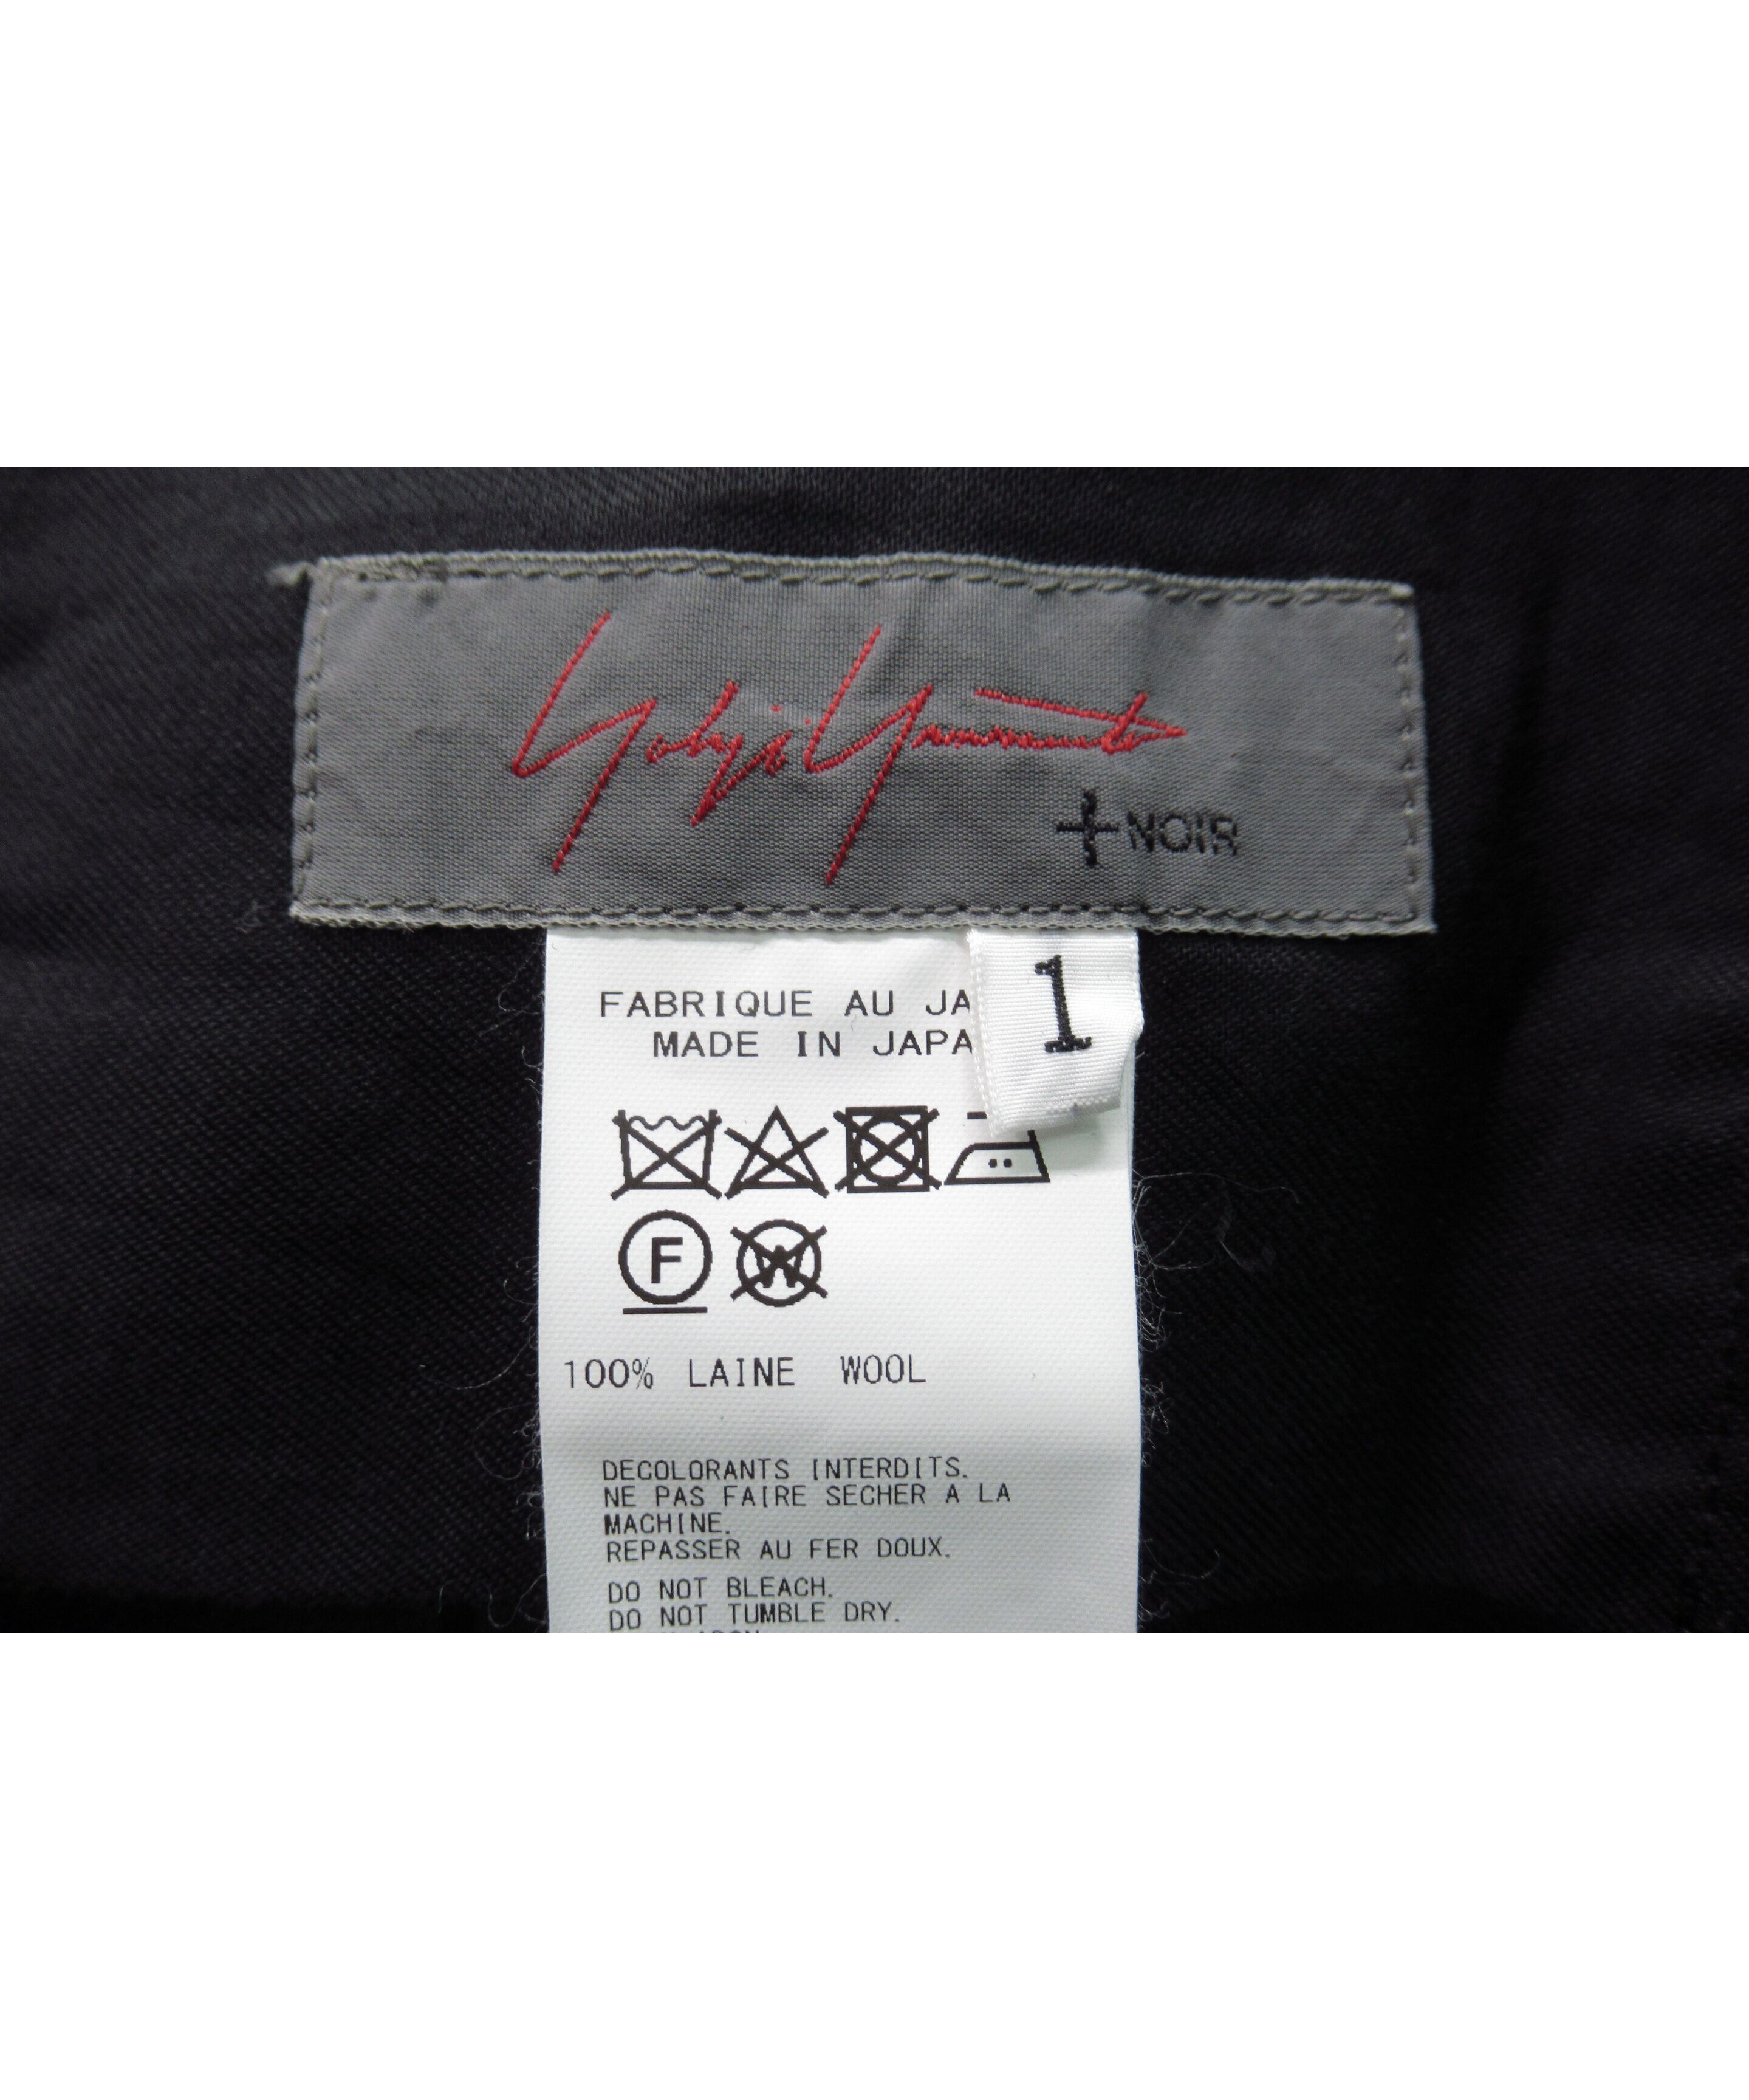 Yohji Yamamoto
+NOIR
1
FABRIQUE AU JA
MADE IN JAPA
F
W
100% LAINE WOOL
DECOLORANTS INTERDITS.
NE PAS FAIRE SECHER A LA
MACHINE.
REPASSER AU FER DOUX.
DO NOT BLEACH.
DO NOT TUMBLE DRY.